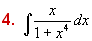 4. ∫ x / (1 + x⁴) dx